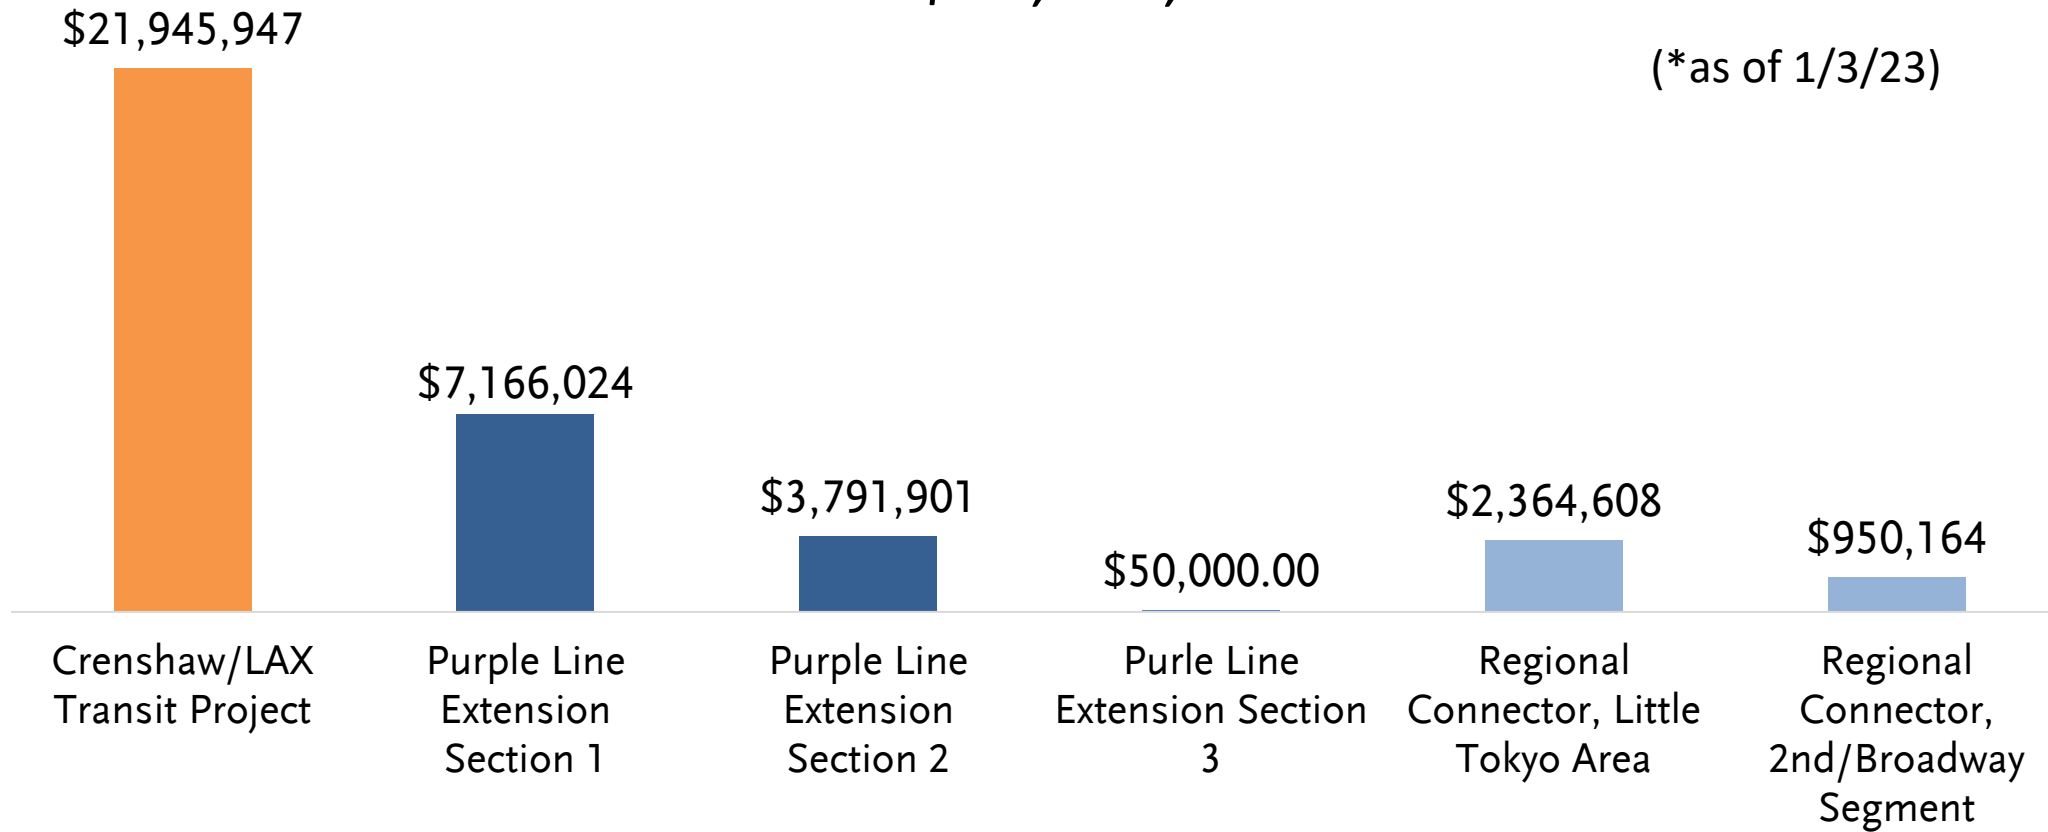 $21,945,947
(*as of 1/3/23)
$7,166,024
$3,791,901
$50,000.00
$2,364,608
$950,164
Crenshaw/LAX
Transit Project
Purple Line
Extension
Section 1
Purple Line
Extension
Section 2
Purle Line
Extension Section
3
Regional
Connector, Little
Tokyo Area
Regional
Connector,
2nd/Broadway
Segment